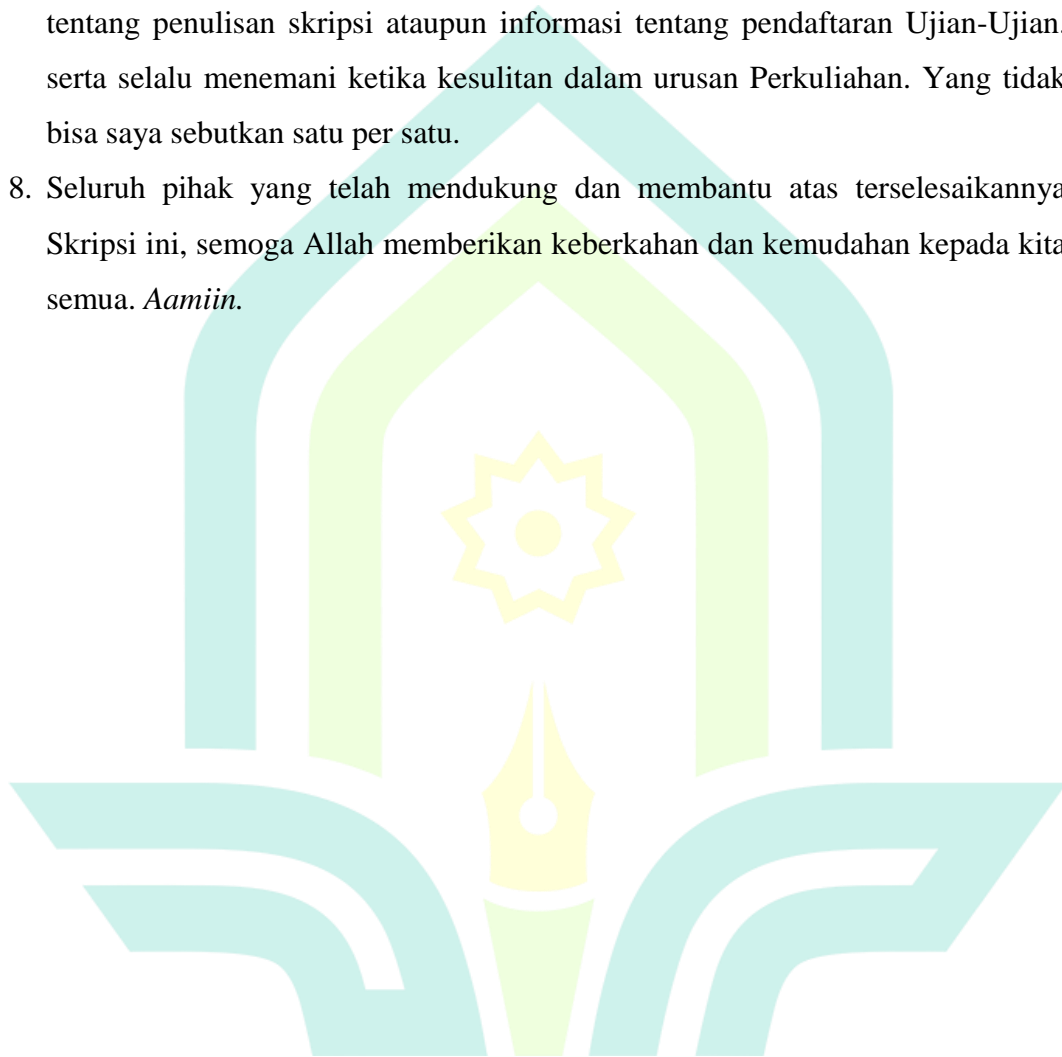 tentang penulisan skripsi ataupun informasi tentang pendaftaran Ujian-Ujian.
serta selalu menemani ketika kesulitan dalam urusan Perkuliahan. Yang tidak
bisa saya sebutkan satu per satu.
8. Seluruh pihak yang telah mendukung dan membantu atas terselesaikannya
Skripsi ini, semoga Allah memberikan keberkahan dan kemudahan kepada kita
semua. Aamiin.